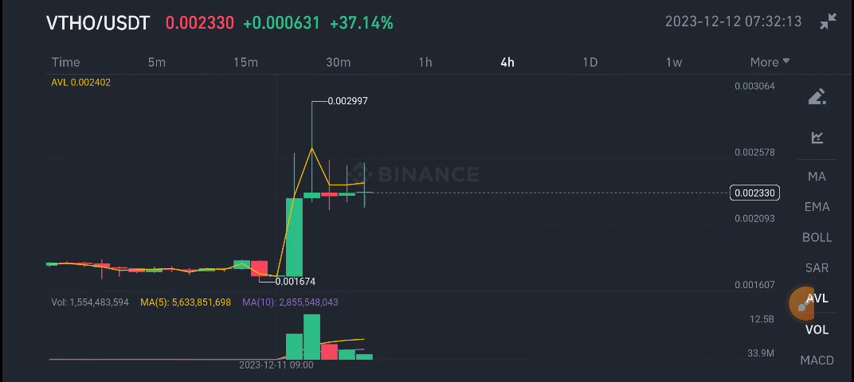 VTHO/USDT 0.002330 +0.000631 +37.14% 2023-12-12 07:32:13
Time 5m 15m 30m 1h 4h 1D 1w More
AVL 0.002402
0.003064
0.002997
0.002578
BINANCE
0.002330
0.002093
0.001674
0.001607
Vol: 1,554,483,594 MA(5): 5,633,851,698 MA(10): 2,855,548,043
12.5B
33.9M
2023-12-11 09:00
MA
EMA
BOLL
SAR
AVL
VOL
MACD